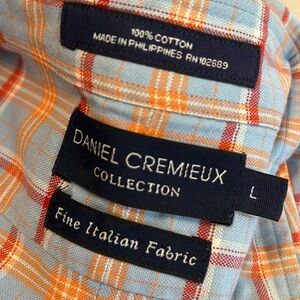 100% COTTON
MADE IN PHILIPPINES RN 102689
DANIEL CREMIEUX
COLLECTION
L
Fine Italian Fabric